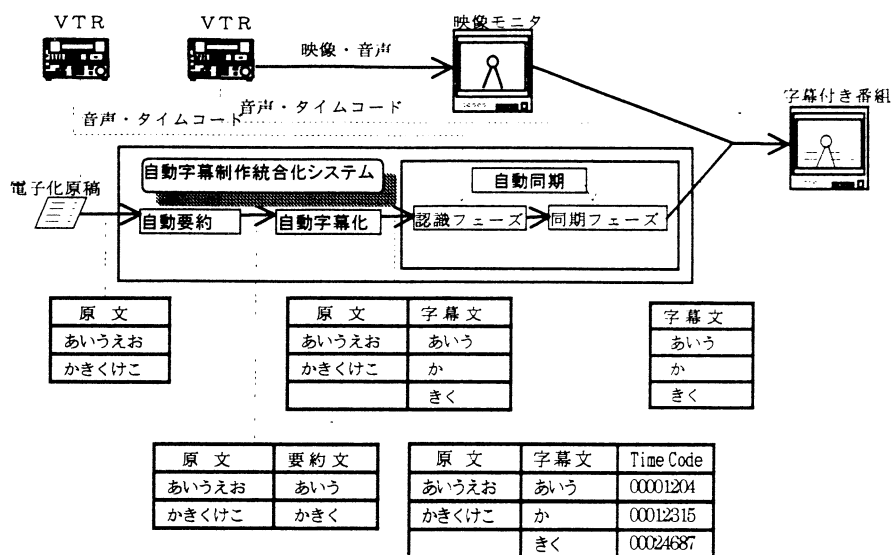 VTR
VTR
映像モニタ
映像・音声
字幕付き番組
音声・タイムコード
音声・タイムコード
自動字幕制作統合化システム
自動同期
電子化原稿
自動要約
自動字幕化
認識フェーズ
同期フェーズ
原文
あいうえお
かきくけこ
原文 字幕文
あいうえお あいう
かきくけこ か
きく
字幕文
あいう
か
きく
原文 要約文
あいうえお あいう
かきくけこ かきく
原文 字幕文 Time Code
あいうえお あいう 00001204
かきくけこ か 00012315
きく 00024687